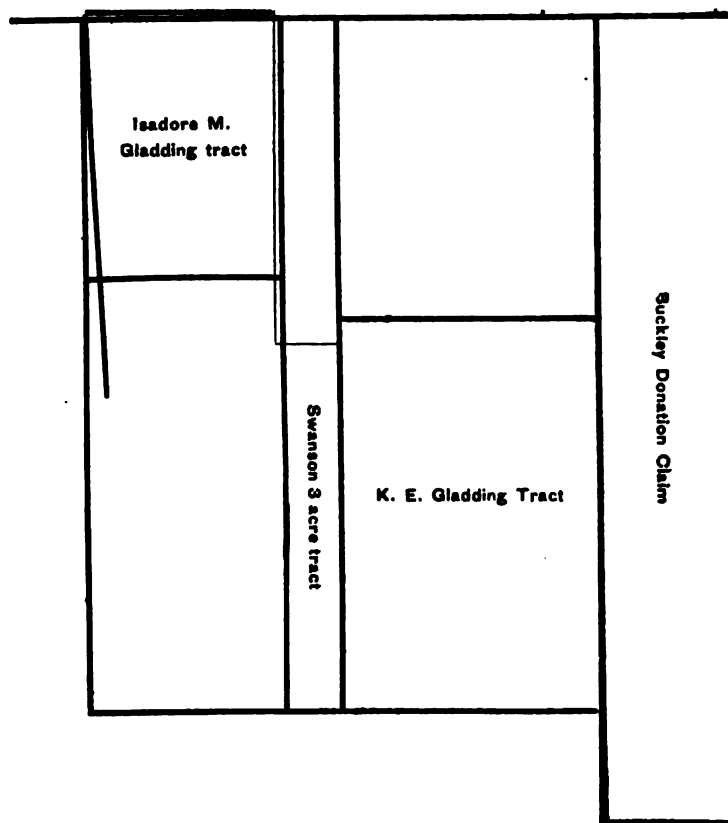 Isadore M.
Gladding tract
Swanson 3 acre tract
K. E. Gladding Tract
Buckley Donation Claim